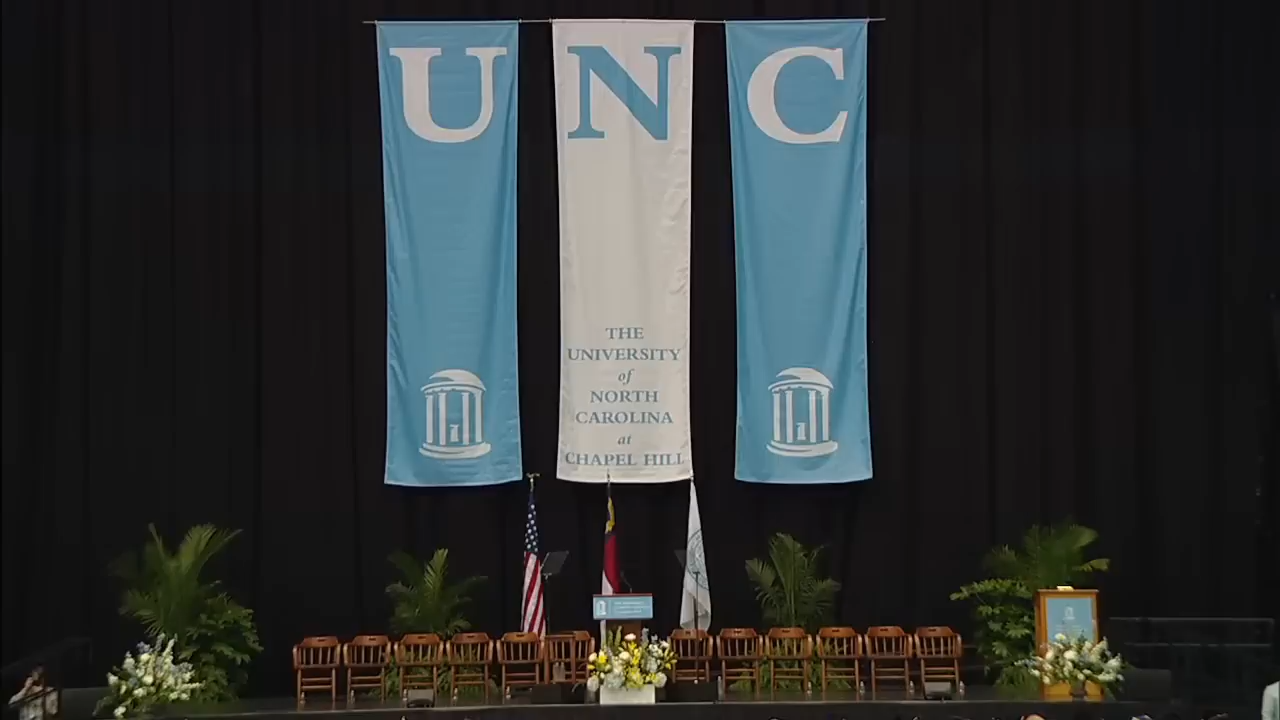 U N C
THE
UNIVERSITY
of
NORTH
CAROLINA
at
CHAPEL HILL